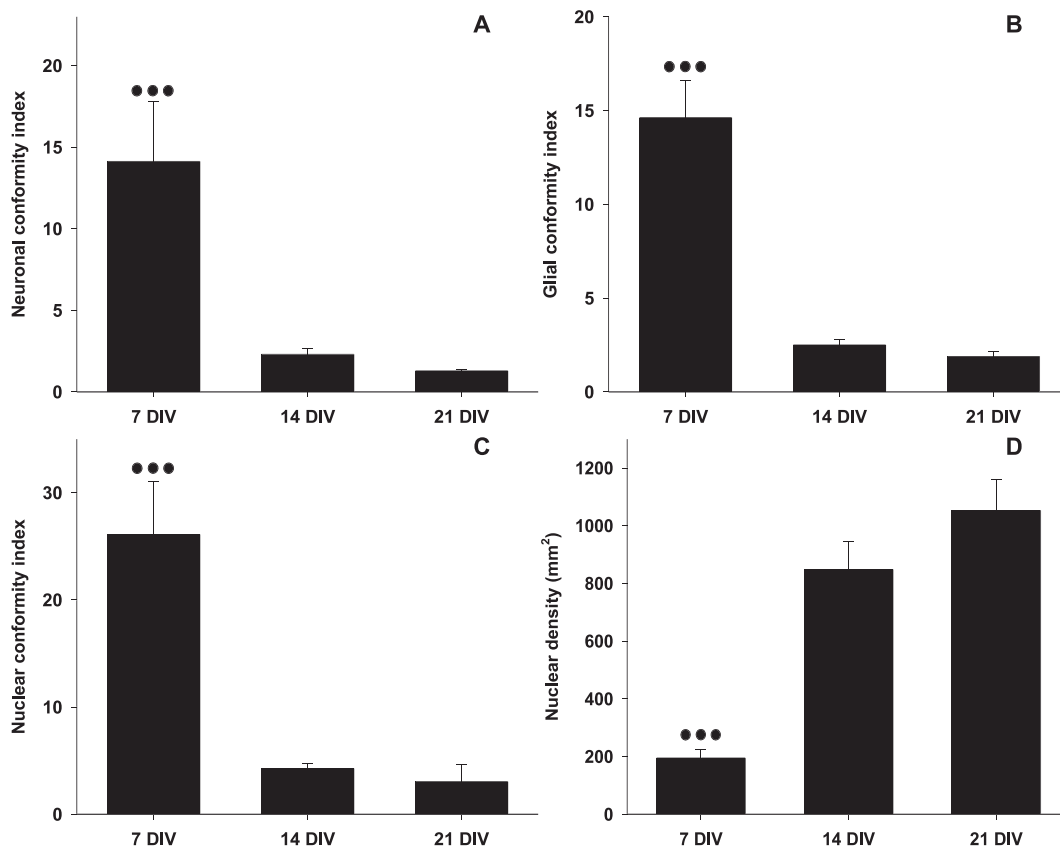 A
Neuronal conformity index
20
15
10
5
0
7 DIV 14 DIV 21 DIV
B
Glial conformity index
20
15
10
5
0
7 DIV 14 DIV 21 DIV
C
Nuclear conformity index
30
20
10
0
7 DIV 14 DIV 21 DIV
D
Nuclear density (mm²)
1200
1000
800
600
400
200
0
7 DIV 14 DIV 21 DIV